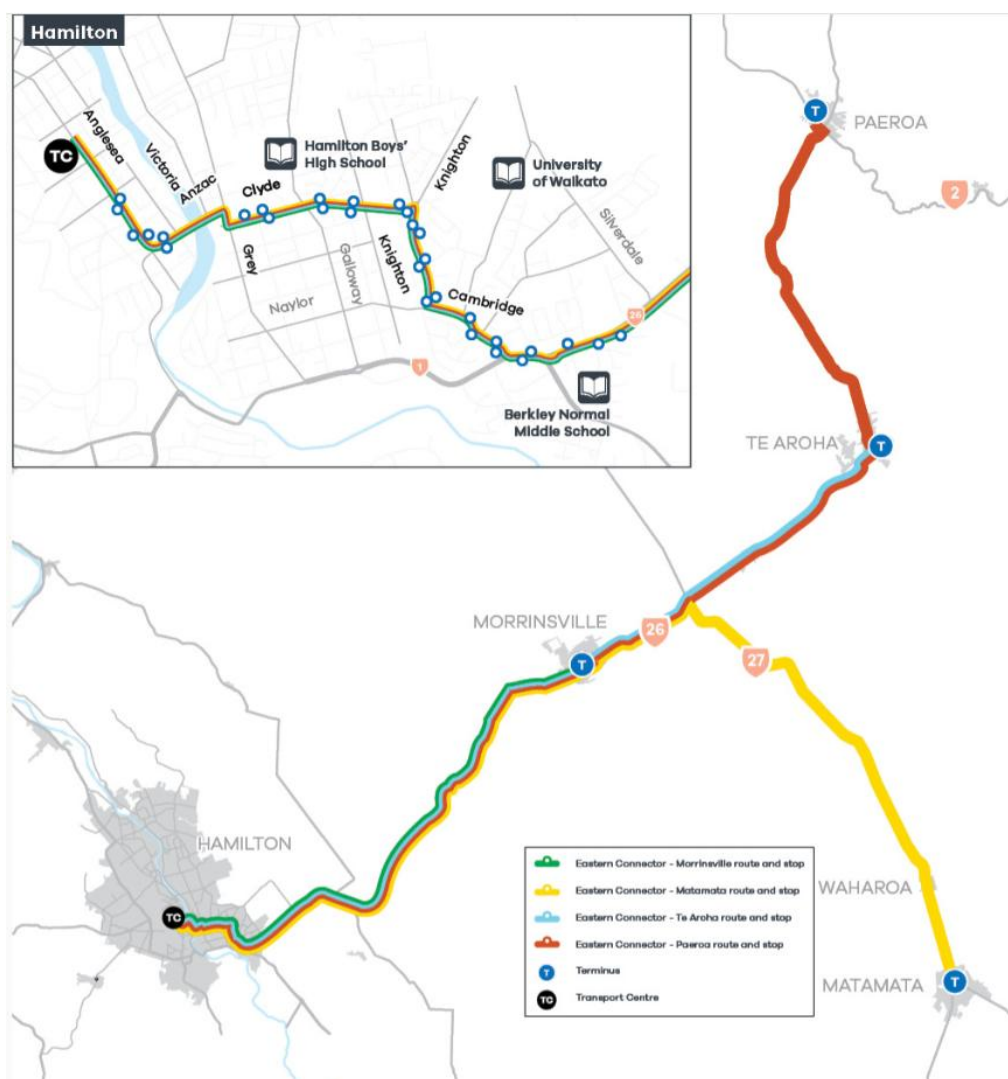 Hamilton
TC
Anglesea
Victoria
Anzac
Clyde
Hamilton Boys'
High School
Knighton
University
of Waikato
Silverdale
Grey
Galloway
Knighton
Naylor
Cambridge
26
1
Berkley Normal
Middle School
T
PAEROA
2
TE AROHA
T
MORRINSVILLE
26
T
27
HAMILTON
TC
WAHAROA
MATAMATA
T
Eastern Connector - Morrinsville route and stop
Eastern Connector - Matamata route and stop
Eastern Connector - Te Aroha route and stop
Eastern Connector - Paeroa route and stop
T
Terminus
TC
Transport Centre